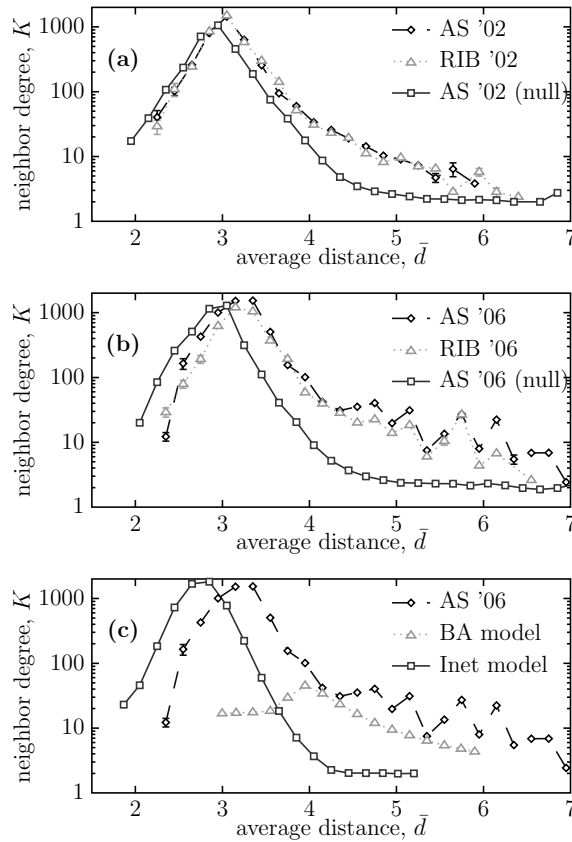 1000
100
10
1
neighbor degree, K
(a)
AS '02
RIB '02
AS '02 (null)
2 3 4 5 6 7
average distance, d̄
1000
100
10
1
neighbor degree, K
(b)
AS '06
RIB '06
AS '06 (null)
2 3 4 5 6 7
average distance, d̄
1000
100
10
1
neighbor degree, K
(c)
AS '06
BA model
Inet model
2 3 4 5 6 7
average distance, d̄